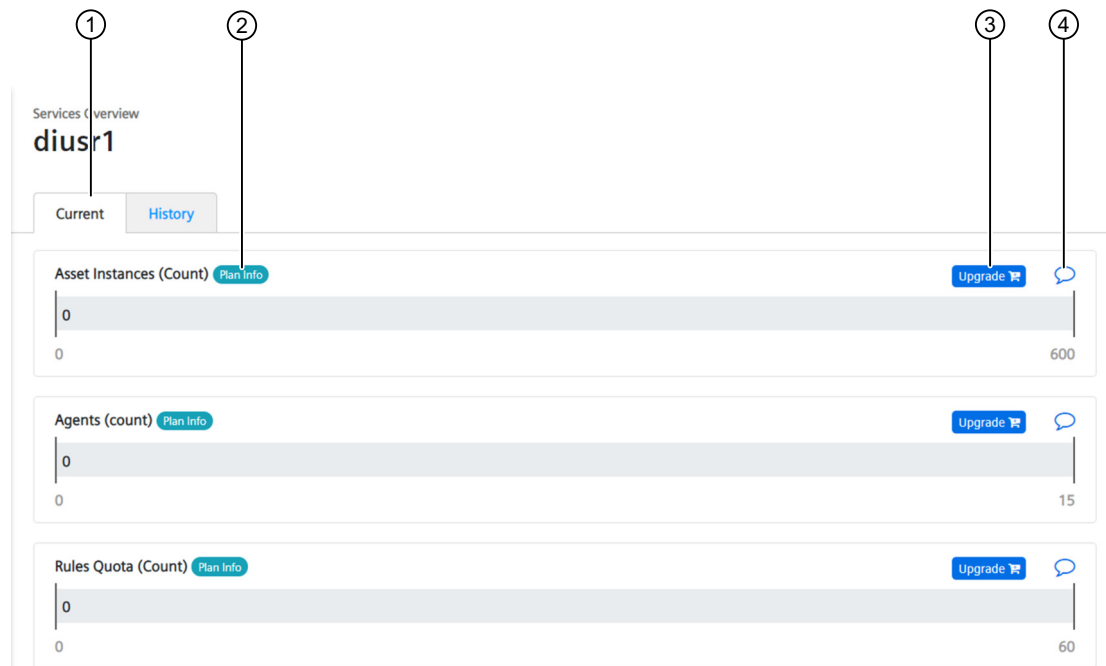 1 2 3 4
Services Overview
diusr1
Current History
Asset Instances (Count) Plan Info Upgrade
0
0 600
Agents (count) Plan Info Upgrade
0
0 15
Rules Quota (Count) Plan Info Upgrade
0
0 60